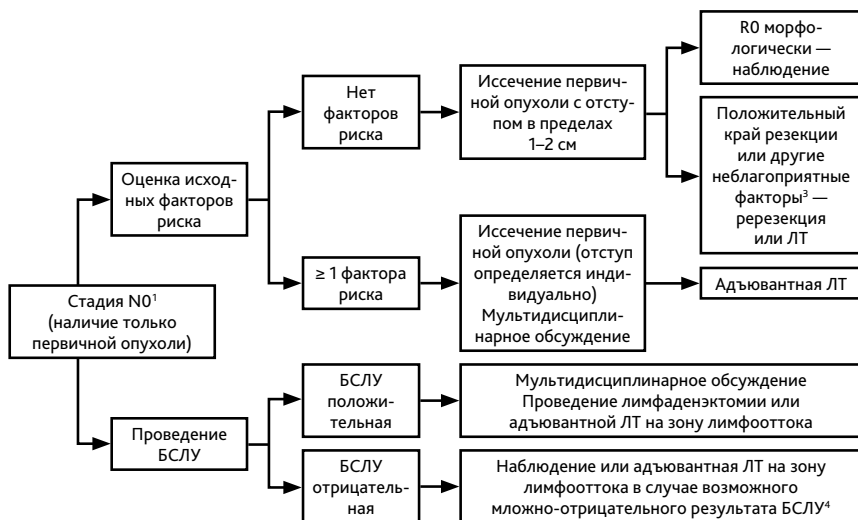 Стадия N0¹
(наличие только
первичной опухоли)
Оценка исход-
ных факторов
риска
Нет
факторов
риска
Иссечение первич-
ной опухоли с отсту-
пом в пределах
1–2 см
R0 морфо-
логически —
наблюдение
Положительный
край резекции
или другие
неблагоприятные
факторы³ —
ререзекция
или ЛТ
≥ 1 фактора
риска
Иссечение первич-
ной опухоли (отступ
определяется инди-
видуально)
Мультидисципли-
нарное обсуждение
Адъювантная ЛТ
Проведение
БСЛУ
БСЛУ
положи-
тельная
Мультидисциплинарное обсуждение
Проведение лимфаденэктомии или
адъювантной ЛТ на зону лимфооттока
БСЛУ
отрицатель-
ная
Наблюдение или адъювантная ЛТ на зону
лимфооттока в случае возможного
мложно-отрицательного результата БСЛУ⁴